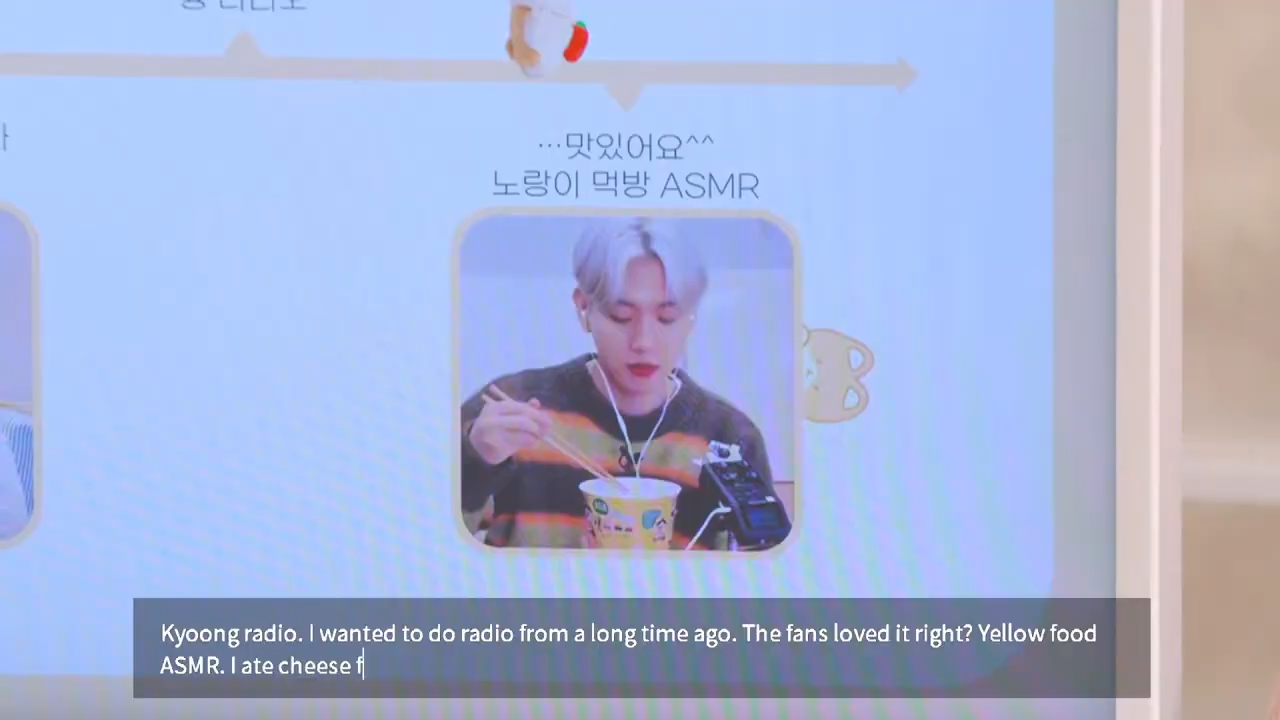 …맛있어요^^
노랑이 먹방 ASMR
Kyoong radio. I wanted to do radio from a long time ago. The fans loved it right? Yellow food
ASMR. I ate cheese f